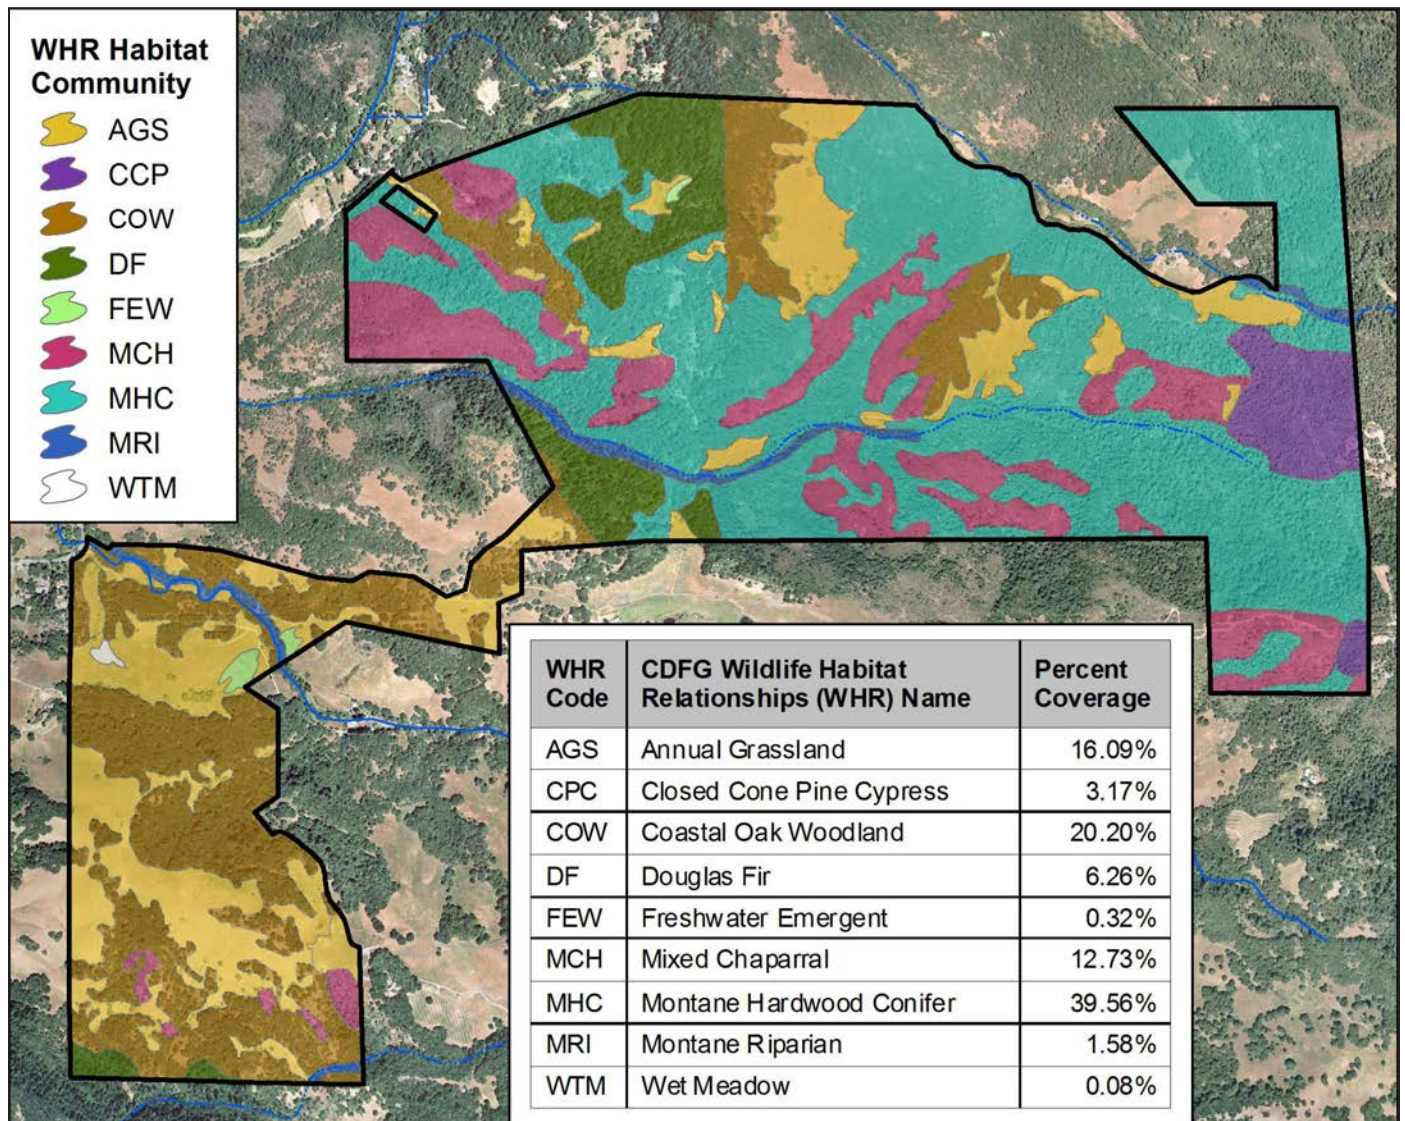 WHR Habitat
Community
AGS
CCP
COW
DF
FEW
MCH
MHC
MRI
WTM
WHR Code CDFG Wildlife Habitat Relationships (WHR) Name Percent Coverage
AGS Annual Grassland 16.09%
CPC Closed Cone Pine Cypress 3.17%
COW Coastal Oak Woodland 20.20%
DF Douglas Fir 6.26%
FEW Freshwater Emergent 0.32%
MCH Mixed Chaparral 12.73%
MHC Montane Hardwood Conifer 39.56%
MRI Montane Riparian 1.58%
WTM Wet Meadow 0.08%